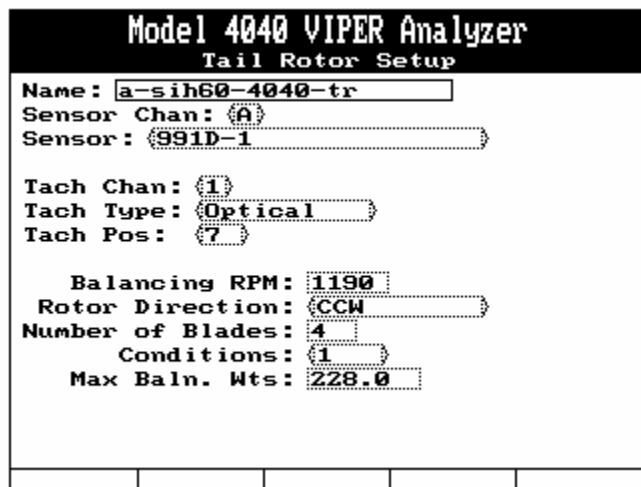 Model 4040 VIPER Analyzer
Tail Rotor Setup
Name: a-sih60-4040-tr
Sensor Chan: A
Sensor: 991D-1
Tach Chan: 1
Tach Type: Optical
Tach Pos: 7
Balancing RPM: 1190
Rotor Direction: CCW
Number of Blades: 4
Conditions: 1
Max Baln. Wts: 228.0